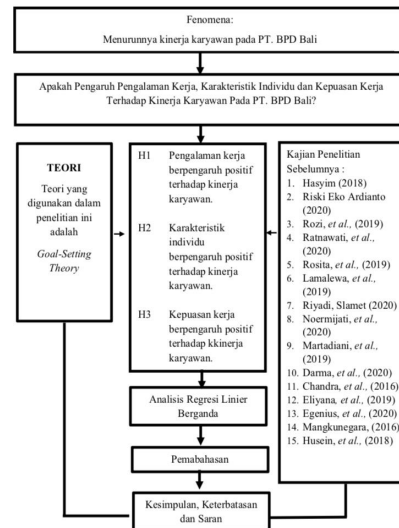 Fenomena:
Menurunnya kinerja karyawan pada PT. BPD Bali
Apakah Pengaruh Pengalaman Kerja, Karakteristik Individu dan Kepuasan Kerja
Terhadap Kinerja Karyawan Pada PT. BPD Bali?
TEORI
Teori yang
digunakan dalam
penelitian ini
adalah
Goal-Setting
Theory
H1 Pengalaman kerja
berpengaruh positif
terhadap kinerja
karyawan.
H2 Karakteristik
individu
berpengaruh positif
terhadap kinerja
karyawan.
H3 Kepuasan kerja
berpengaruh positif
terhadap kkinerja
karyawan.
Kajian Penelitian
Sebelumnya :
1. Hasyim (2018)
2. Riski Eko Ardianto
(2020)
3. Rozi, et al., (2019)
4. Ratnawati, et al.,
(2020)
5. Rosita, et al., (2019)
6. Lamalewa, et al.,
(2019)
7. Riyadi, Slamet (2020)
8. Noermijati, et al.,
(2020)
9. Martadiani, et al.,
(2019)
10. Darma, et al., (2020)
11. Chandra, et al., (2016)
12. Eliyana, et al., (2019)
13. Egenius, et al., (2020)
14. Mangkunegara, (2016)
15. Husein, et al., (2018)
Analisis Regresi Linier
Berganda
Pemabahasan
Kesimpulan, Keterbatasan
dan Saran